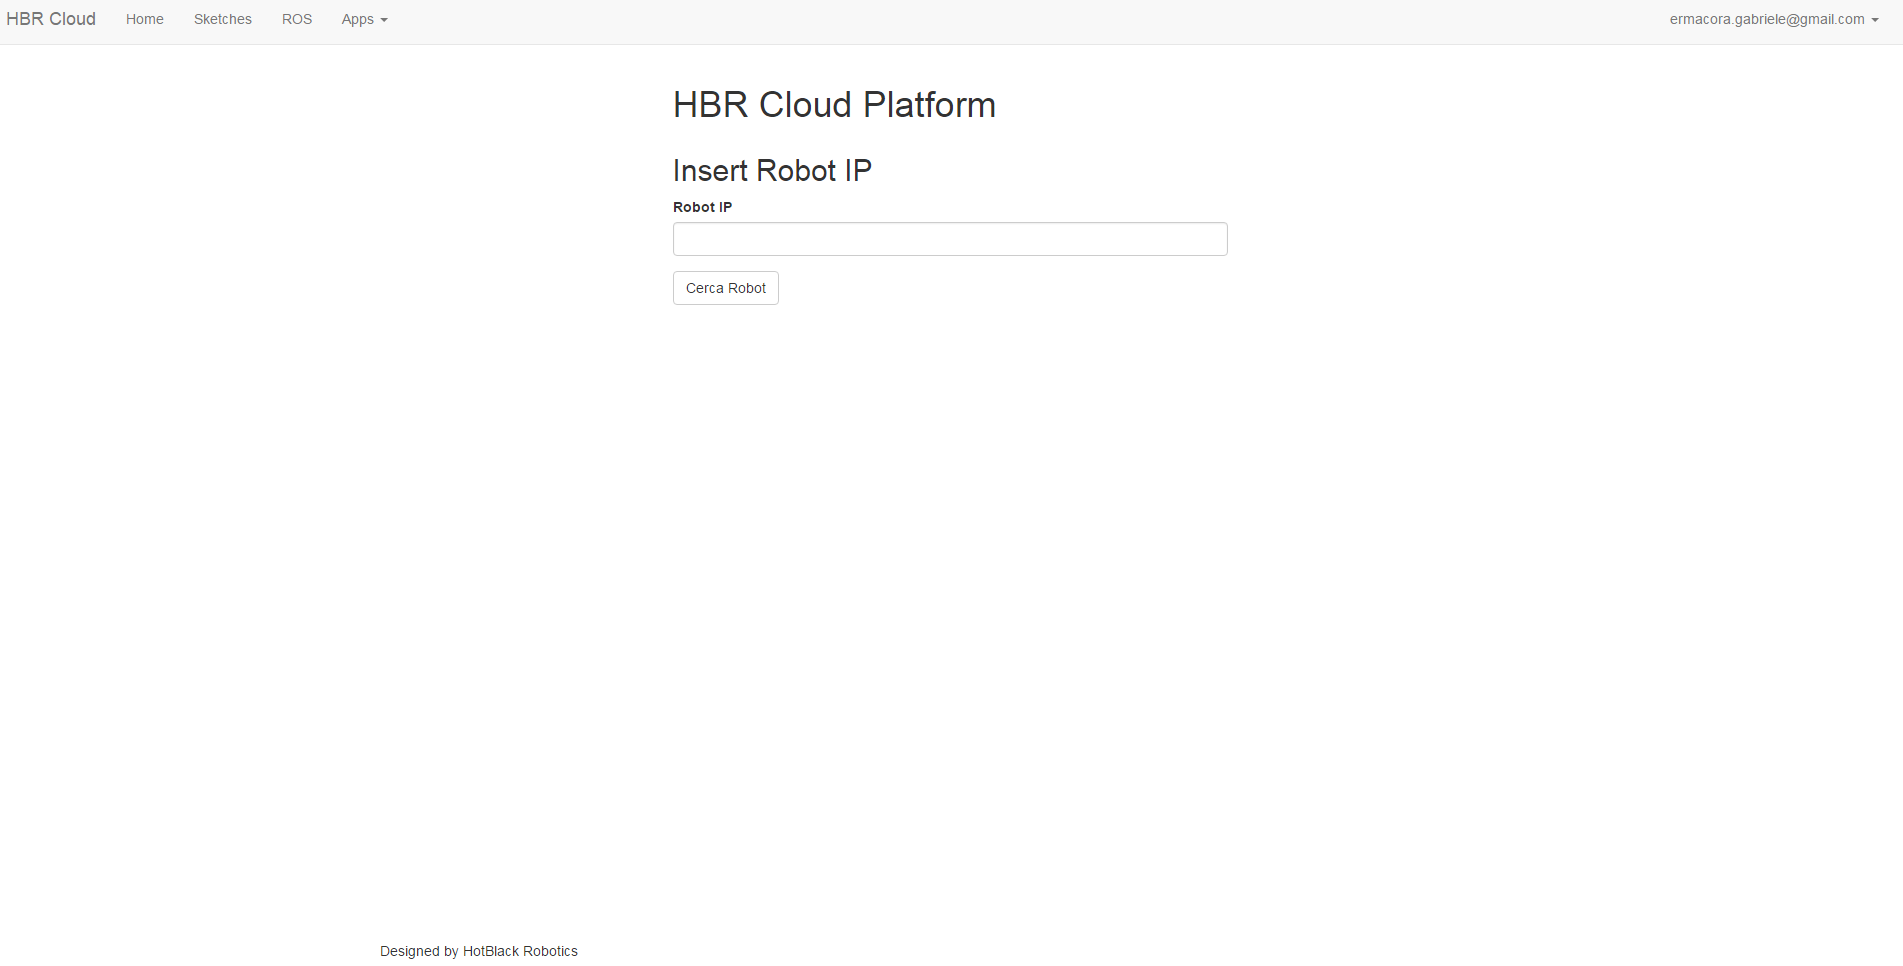 HBR Cloud Home Sketches ROS Apps ermacora.gabriele@gmail.com
HBR Cloud Platform
Insert Robot IP
Robot IP
Cerca Robot
Designed by HotBlack Robotics